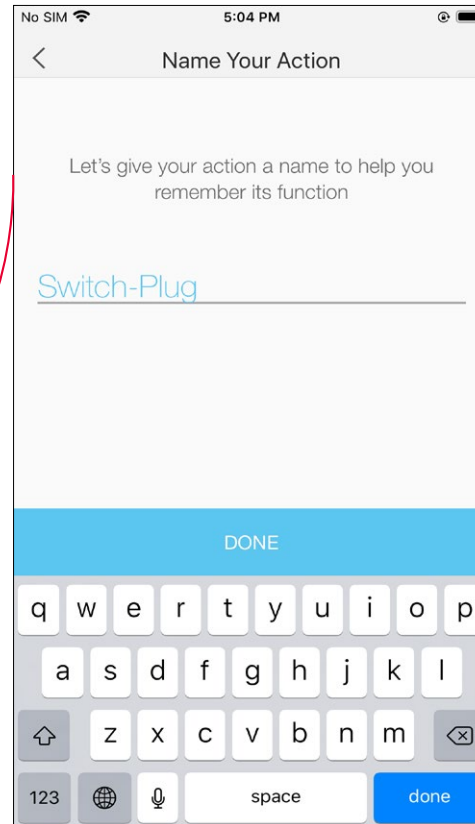 No SIM 5:04 PM
Name Your Action
Let's give your action a name to help you
remember its function
Switch-Plug
DONE
q w e r t y u i o p
a s d f g h j k l
z x c v b n m
123 space done